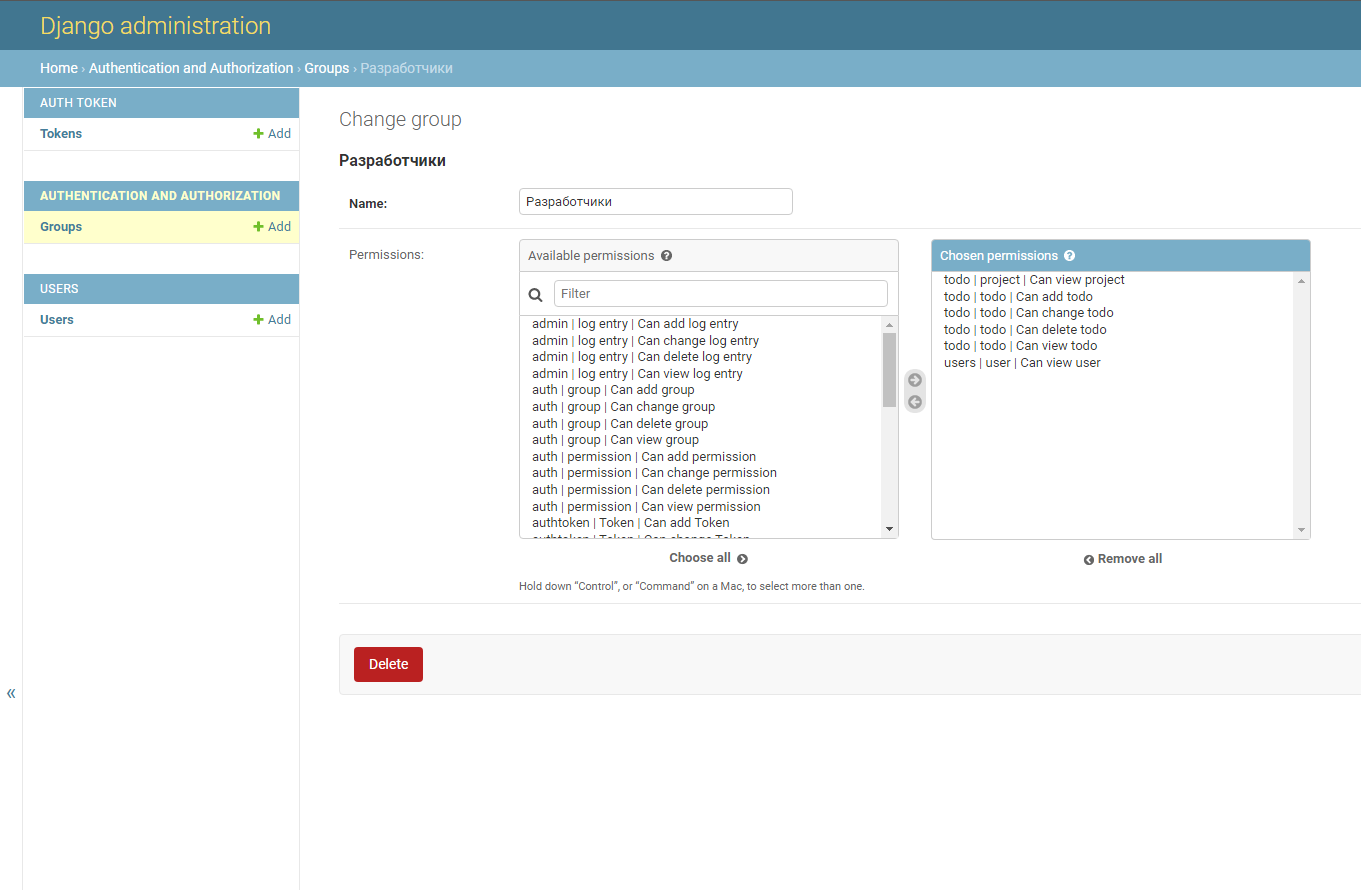 Django administration
Home › Authentication and Authorization › Groups › Разработчики
AUTH TOKEN
Tokens + Add
AUTHENTICATION AND AUTHORIZATION
Groups + Add
USERS
Users + Add
«
Change group
Разработчики
Name: Разработчики
Permissions:
Available permissions ?
Filter
admin | log entry | Can add log entry
admin | log entry | Can change log entry
admin | log entry | Can delete log entry
admin | log entry | Can view log entry
auth | group | Can add group
auth | group | Can change group
auth | group | Can delete group
auth | group | Can view group
auth | permission | Can add permission
auth | permission | Can change permission
auth | permission | Can delete permission
auth | permission | Can view permission
authtoken | Token | Can add Token
authtoken | Token | Can change Token
Choose all
Chosen permissions ?
todo | project | Can view project
todo | todo | Can add todo
todo | todo | Can change todo
todo | todo | Can delete todo
todo | todo | Can view todo
users | user | Can view user
Remove all
Hold down “Control”, or “Command” on a Mac, to select more than one.
Delete